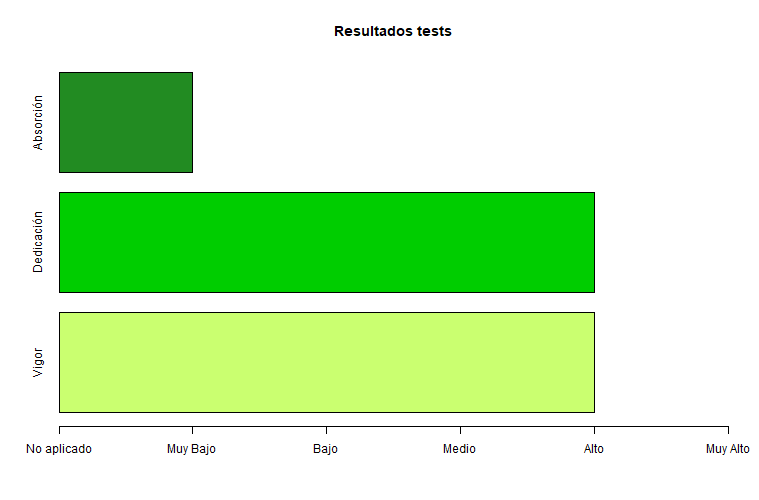 Resultados tests
Absorción
Dedicación
Vigor
No aplicado
Muy Bajo
Bajo
Medio
Alto
Muy Alto